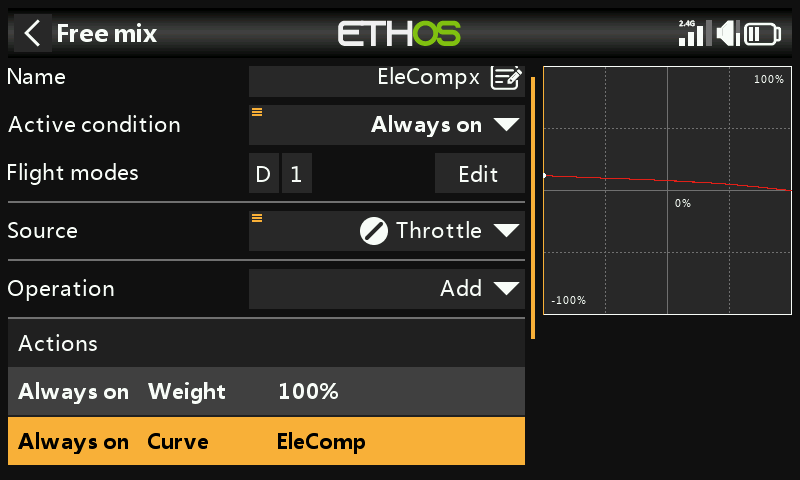 Free mix
ETHOS
2.4G
Name
EleCompx
Active condition
Always on
Flight modes
D 1
Edit
Source
Throttle
Operation
Add
Actions
Always on Weight 100%
Always on Curve EleComp
100%
0%
-100%